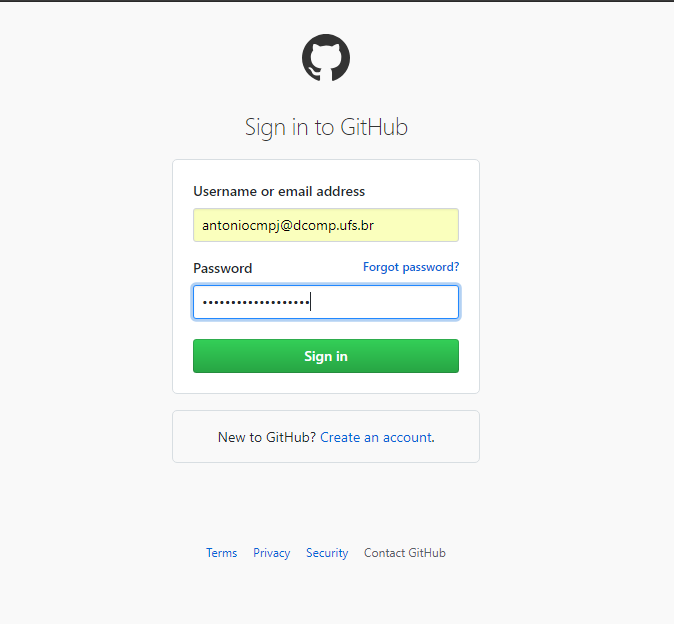 Sign in to GitHub
Username or email address
antoniocmpj@dcomp.ufs.br
Password Forgot password?
•••••••••••••••••••
Sign in
New to GitHub? Create an account.
Terms Privacy Security Contact GitHub